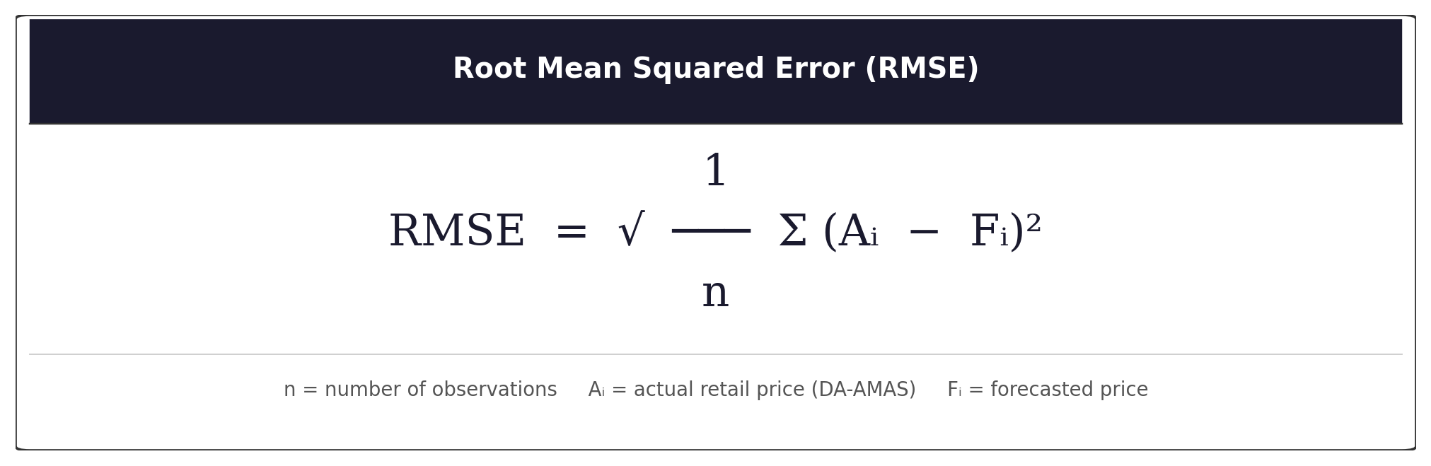 Root Mean Squared Error (RMSE)
1
RMSE = √ — Σ (Aᵢ − Fᵢ)²
n
n = number of observations Aᵢ = actual retail price (DA-AMAS) Fᵢ = forecasted price